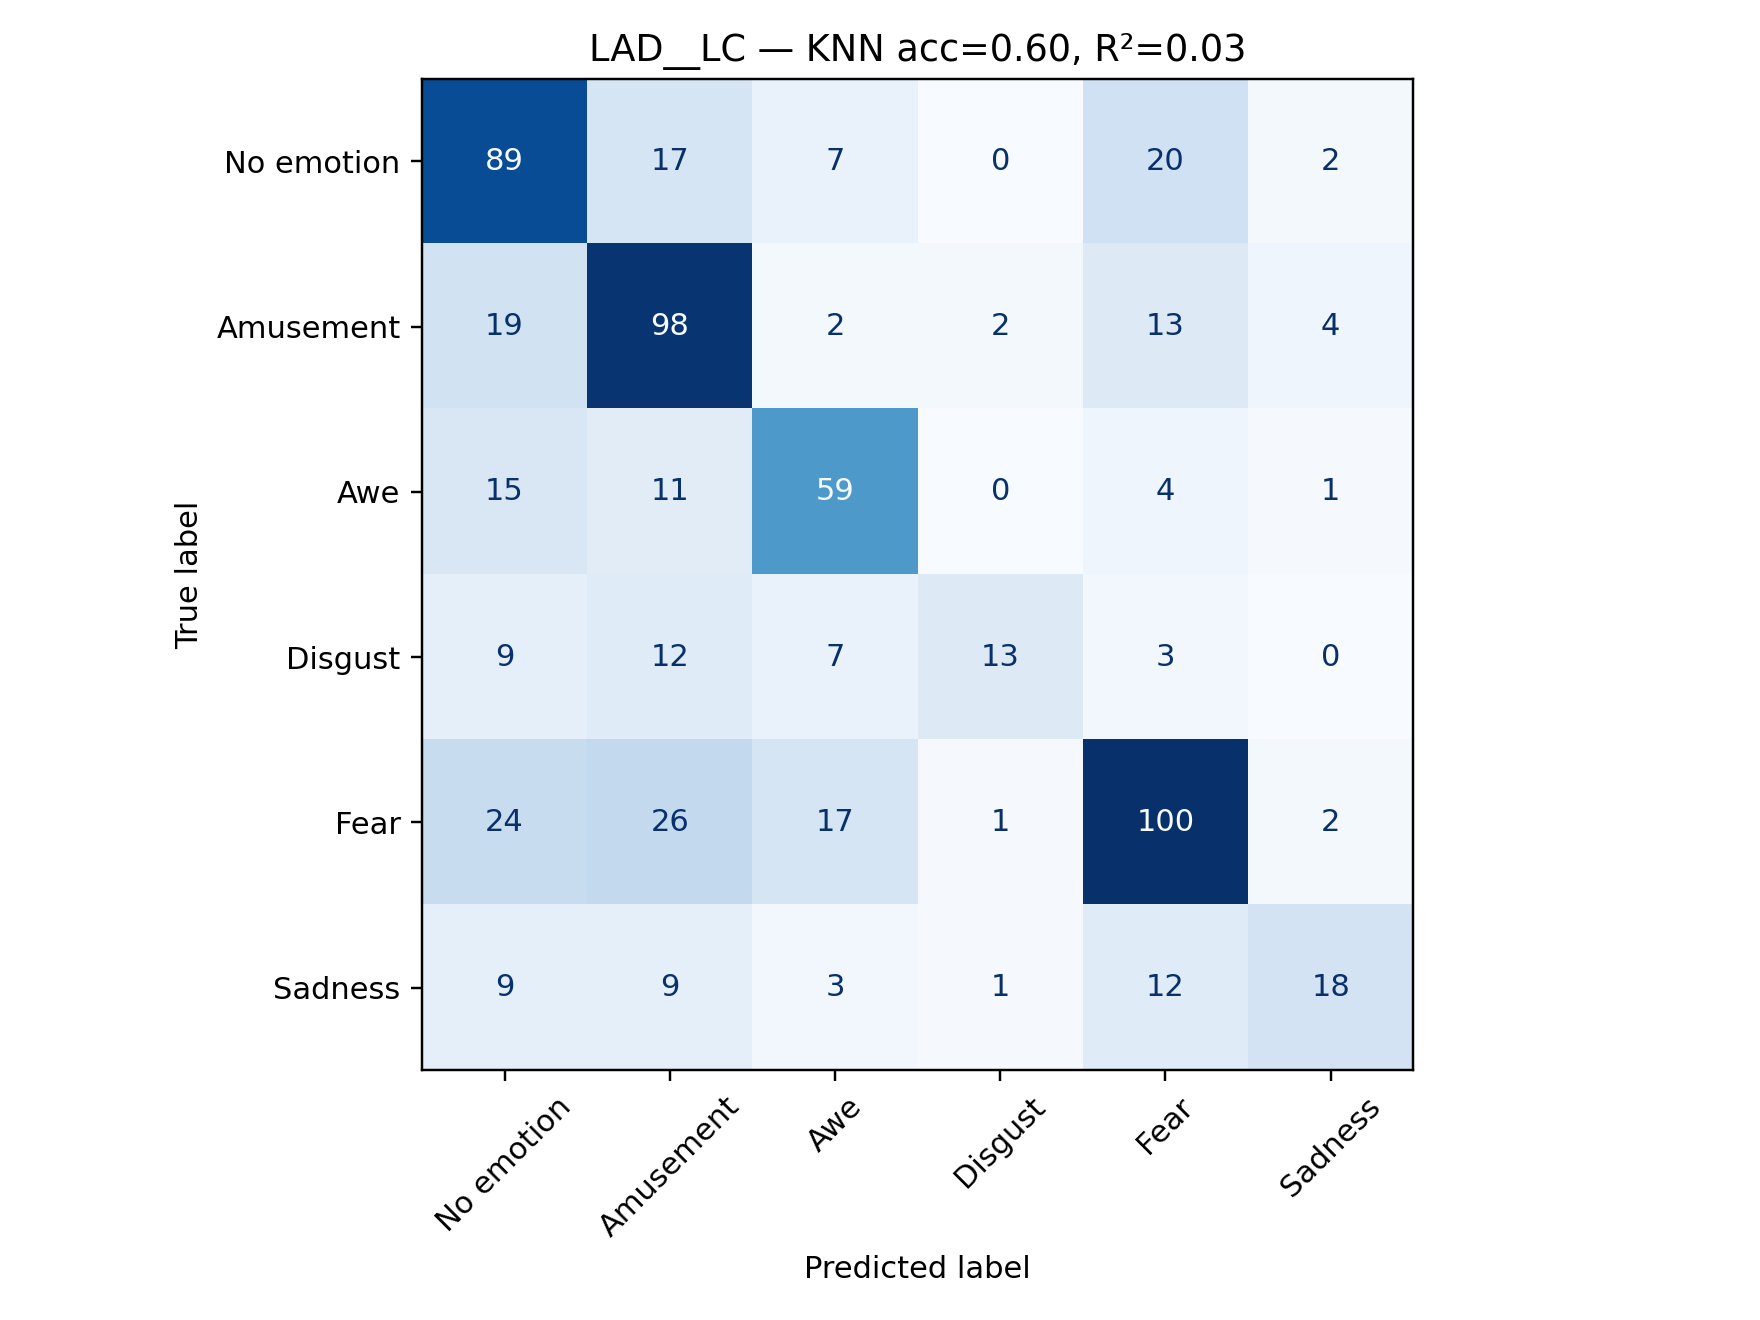 LAD__LC — KNN acc=0.60, R²=0.03
No emotion 89 17 7 0 20 2
Amusement 19 98 2 2 13 4
Awe 15 11 59 0 4 1
Disgust 9 12 7 13 3 0
Fear 24 26 17 1 100 2
Sadness 9 9 3 1 12 18
True label
No emotion Amusement Awe Disgust Fear Sadness
Predicted label